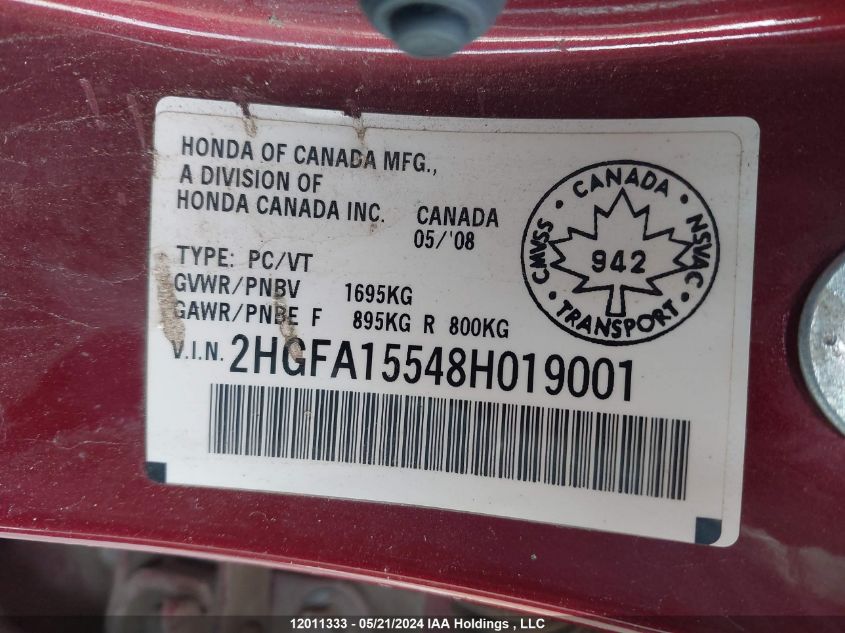 HONDA OF CANADA MFG.,
A DIVISION OF
HONDA CANADA INC. CANADA
05/'08
TYPE: PC/VT
GVWR/PNBV 1695KG
GAWR/PNBE F 895KG R 800KG
V.I.N. 2HGFA15548H019001
CANADA
CMVSS
942
NSVAC
TRANSPORT
12011333 - 05/21/2024 IAA Holdings , LLC